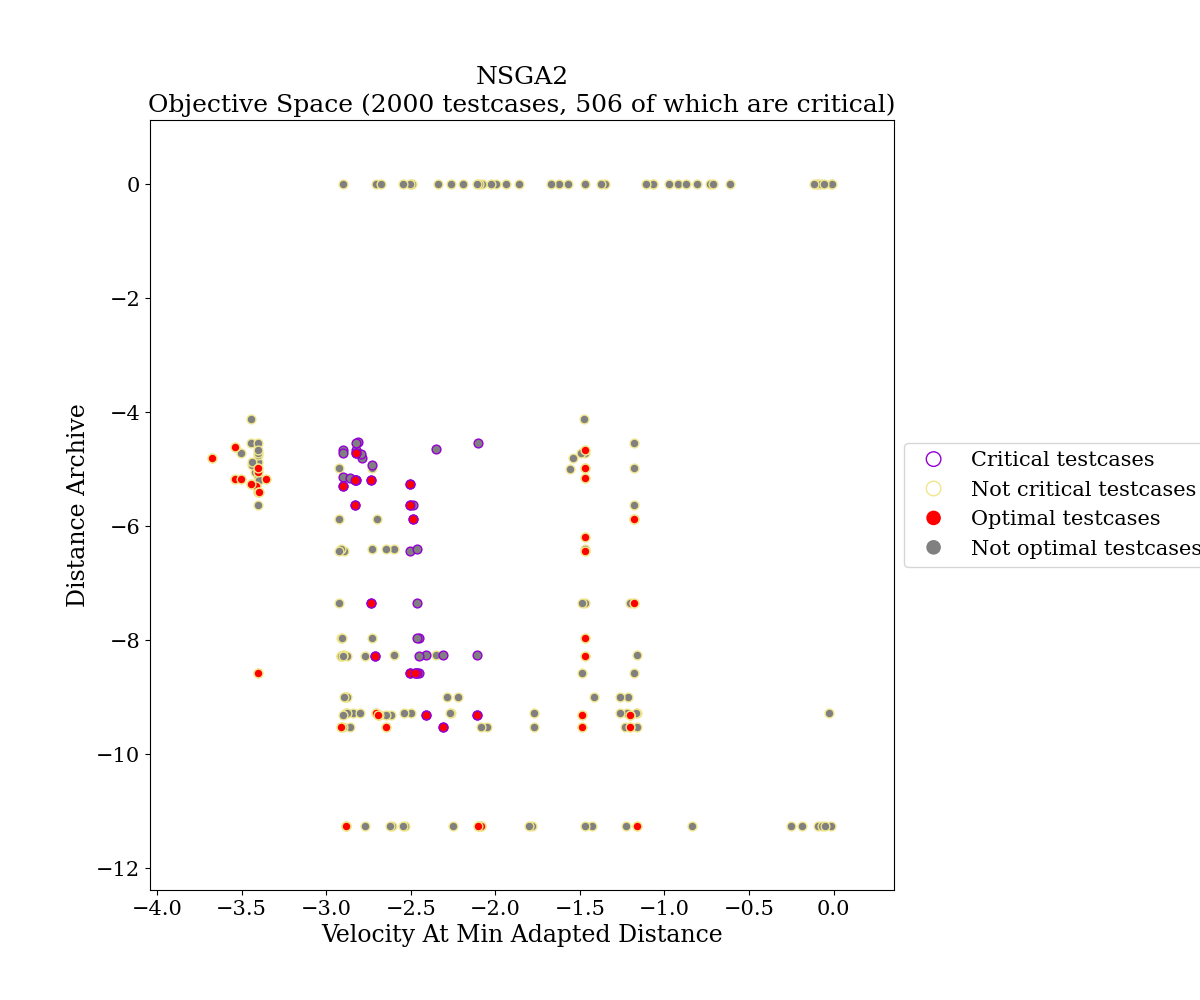 NSGA2
Objective Space (2000 testcases, 506 of which are critical)
0
−2
−4
−6
−8
−10
−12
Distance Archive
−4.0 −3.5 −3.0 −2.5 −2.0 −1.5 −1.0 −0.5 0.0
Velocity At Min Adapted Distance
Critical testcases
Not critical testcases
Optimal testcases
Not optimal testcases